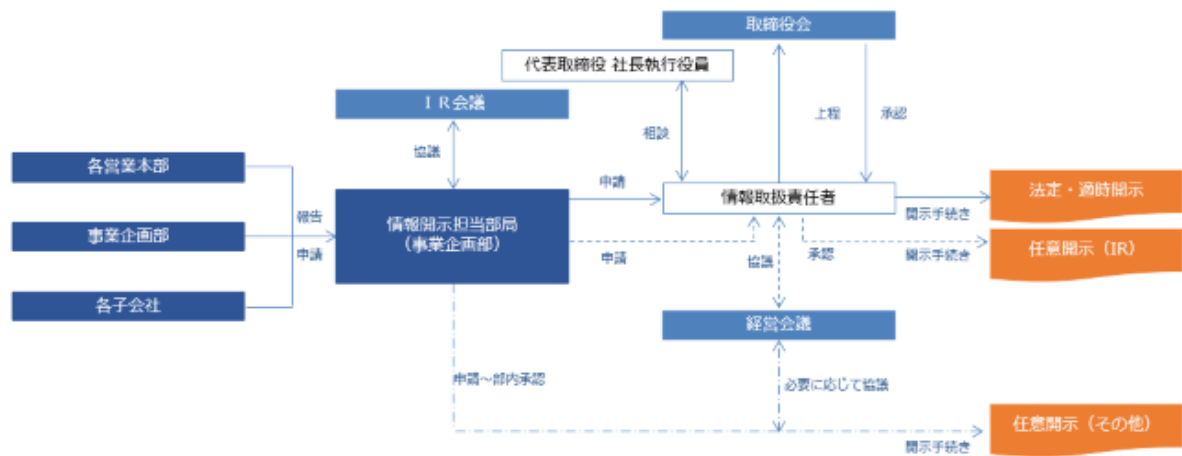 取締役会
代表取締役 社長執行役員
ＩＲ会議
上程
承認
相談
協議
各営業本部
申請
情報取扱責任者
法定・適時開示
開示手続き
報告
事業企画部
情報開示担当部局
（事業企画部）
申請
申請
協議
承認
開示手続き
任意開示（IR）
各子会社
経営会議
申請～部内承認
必要に応じて協議
任意開示（その他）
開示手続き